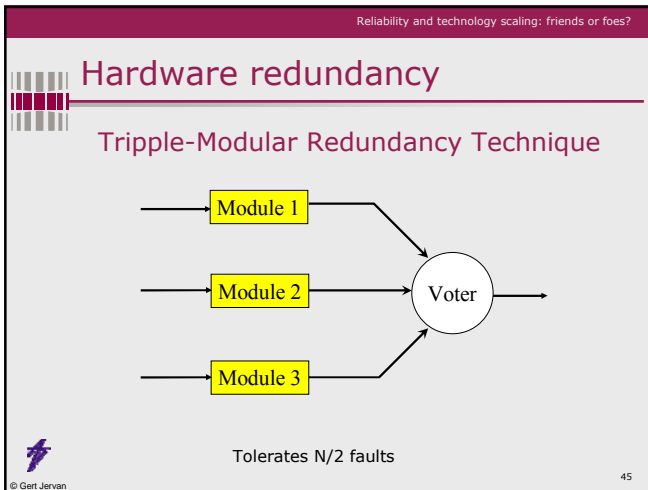 Reliability and technology scaling: friends or foes?
Hardware redundancy
Tripple-Modular Redundancy Technique
Module 1
Module 2
Voter
Module 3
Tolerates N/2 faults
45
© Gert Jervan